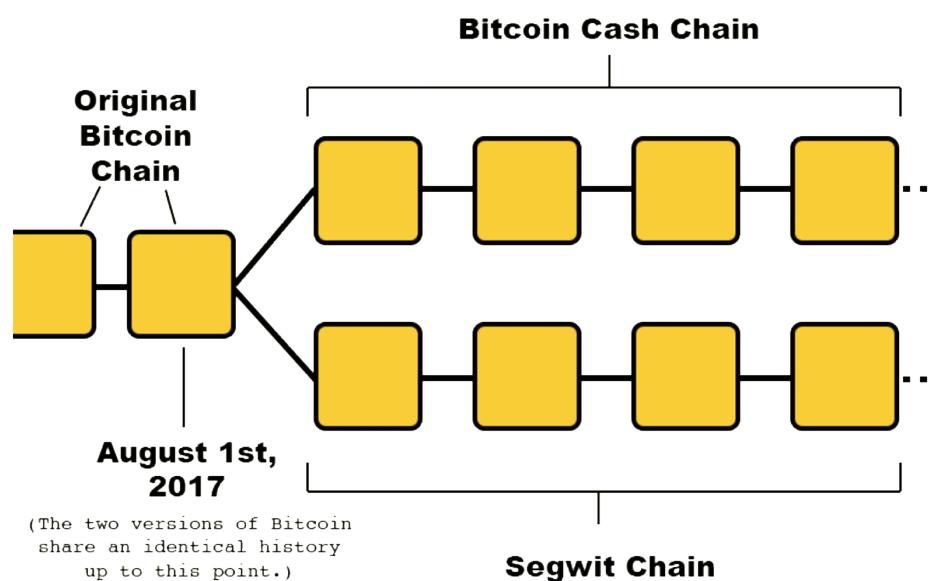 Bitcoin Cash Chain
Original
Bitcoin
Chain
August 1st,
2017
(The two versions of Bitcoin
share an identical history
up to this point.)
Segwit Chain